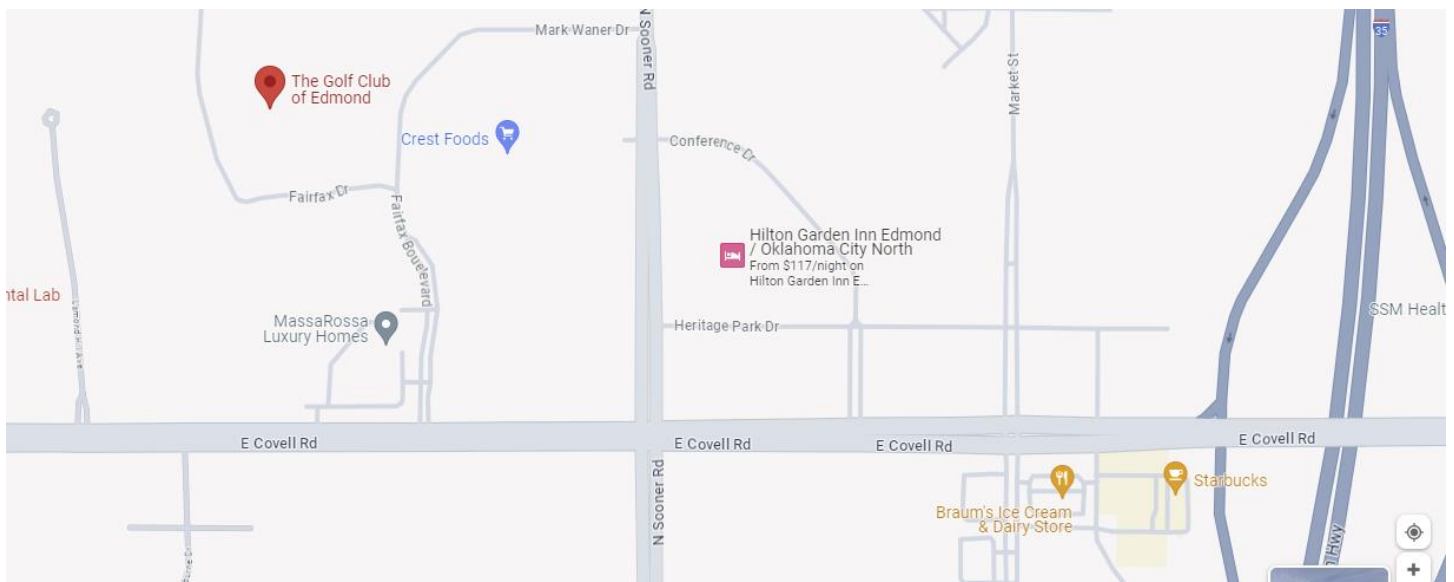 Mark Waner Dr
N Sooner Rd
35
Market St
The Golf Club
of Edmond
Crest Foods
Conference Dr
Fairfax Dr
Fairfax Bouelevard
Hilton Garden Inn Edmond
/ Oklahoma City North
From $117/night on
Hilton Garden Inn E...
ntal Lab
SSM Healt
MassaRossa
Luxury Homes
Heritage Park Dr
E Covell Rd
E Covell Rd
E Covell Rd
E Covell Rd
N Sooner Rd
Starbucks
Braum's Ice Cream
& Dairy Store
Hwy